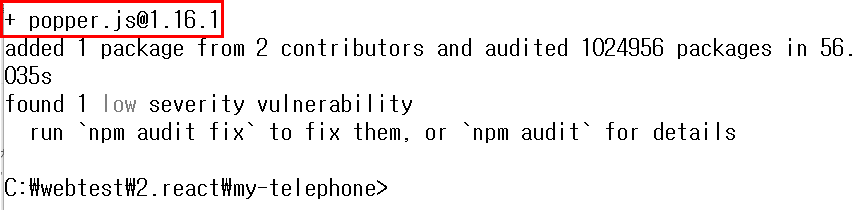 + popper.js@1.16.1
added 1 package from 2 contributors and audited 1024956 packages in 56.
035s
found 1 low severity vulnerability
  run `npm audit fix` to fix them, or `npm audit` for details
C:₩webtest₩2.react₩my-telephone>